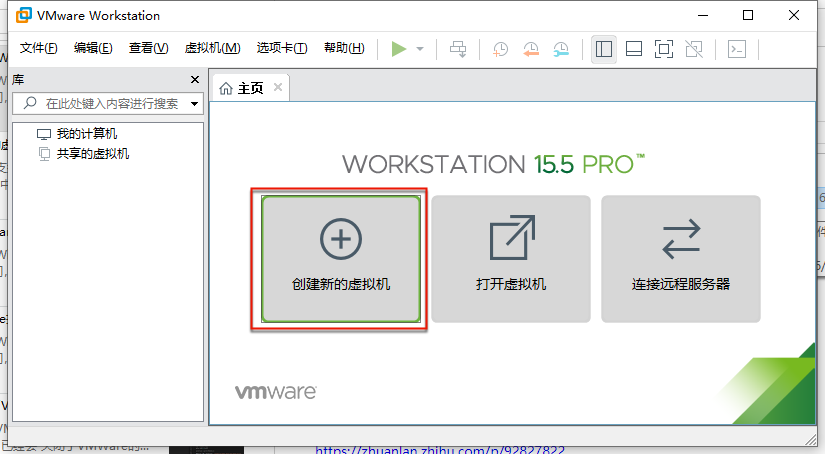 VMware Workstation
文件(F) 编辑(E) 查看(V) 虚拟机(M) 选项卡(T) 帮助(H)
库
主页
在此处键入内容进行搜索
我的计算机
共享的虚拟机
WORKSTATION 15.5 PRO™
创建新的虚拟机
打开虚拟机
连接远程服务器
vmware
https://zhuanlan.zhihu.com/p/92827822